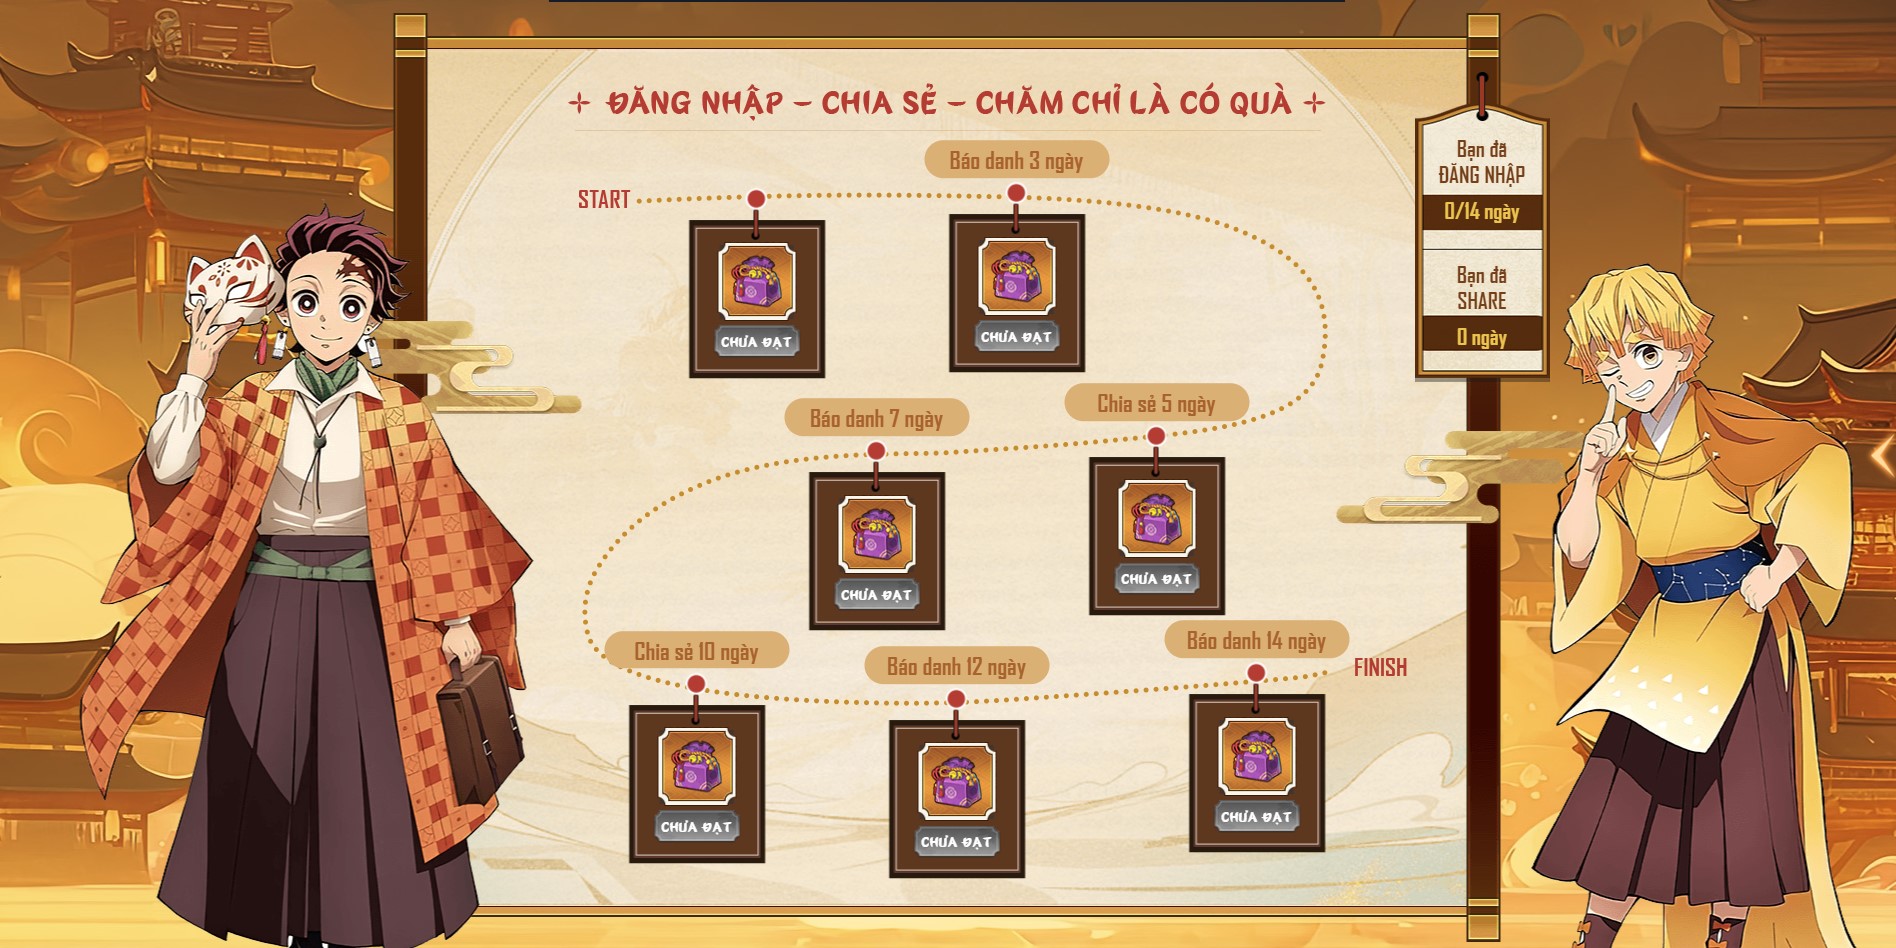 ĐĂNG NHẬP – CHIA SẺ – CHĂM CHỈ LÀ CÓ QUÀ
START
Báo danh 3 ngày
CHƯA ĐẠT
CHƯA ĐẠT
Báo danh 7 ngày
Chia sẻ 5 ngày
CHƯA ĐẠT
CHƯA ĐẠT
Chia sẻ 10 ngày
Báo danh 12 ngày
Báo danh 14 ngày
FINISH
CHƯA ĐẠT
CHƯA ĐẠT
CHƯA ĐẠT
Bạn đã
ĐĂNG NHẬP
0/14 ngày
Bạn đã
SHARE
0 ngày